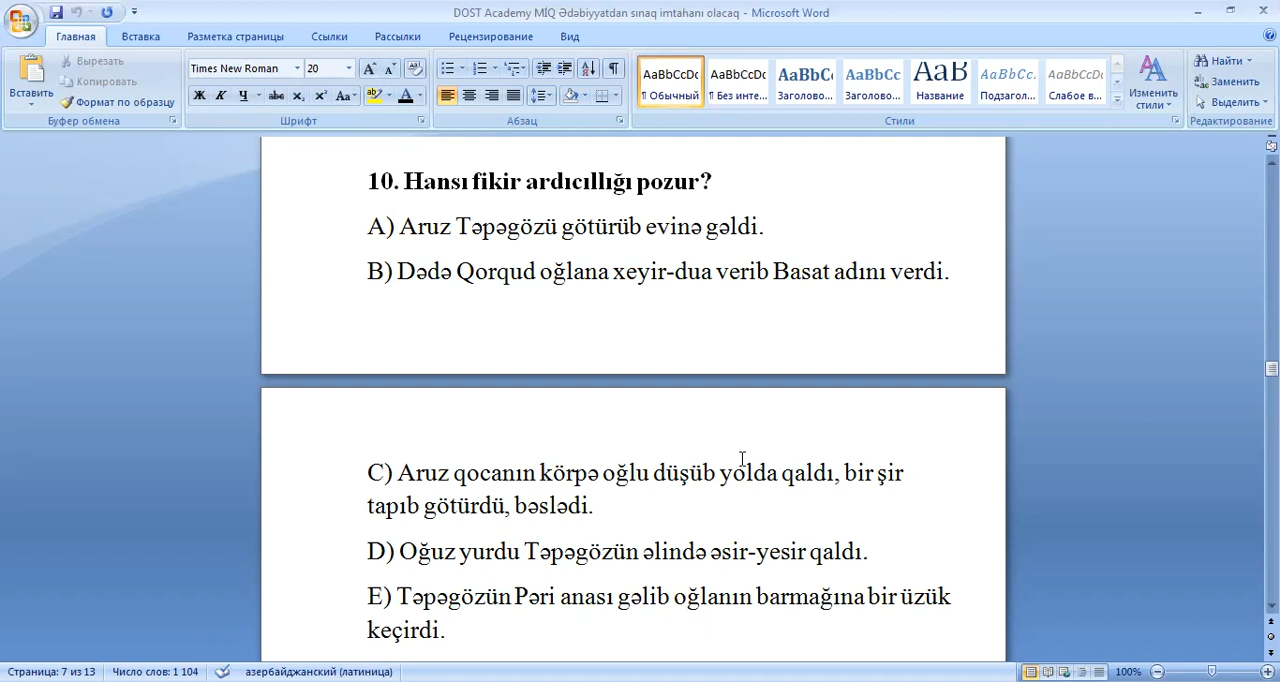 DOST Academy MİQ Ədəbiyyatdan sınaq imtahanı olacaq - Microsoft Word
Главная Вставка Разметка страницы Ссылки Рассылки Рецензирование Вид
Вставить
Вырезать
Копировать
Формат по образцу
Буфер обмена
Times New Roman 20
Шрифт
Абзац
AaBbCcDc AaBbCcDc AaBbC AaBbCc AaB AaBbCc. AaBbCcDc
¶ Обычный ¶ Без инте... Заголово... Заголово... Название Подзагол... Слабое в...
Стили
Изменить стили
Найти
Заменить
Выделить
Редактирование
10. Hansı fikir ardıcıllığı pozur?
A) Aruz Təpəgözü götürüb evinə gəldi.
B) Dədə Qorqud oğlana xeyir-dua verib Basat adını verdi.
C) Aruz qocanın körpə oğlu düşüb yolda qaldı, bir şir
tapıb götürdü, bəslədi.
D) Oğuz yurdu Təpəgözün əlində əsir-yesir qaldı.
E) Təpəgözün Pəri anası gəlib oğlanın barmağına bir üzük
keçirdi.
Страница: 7 из 13 Число слов: 1 104 азербайджанский (латиница) 100%